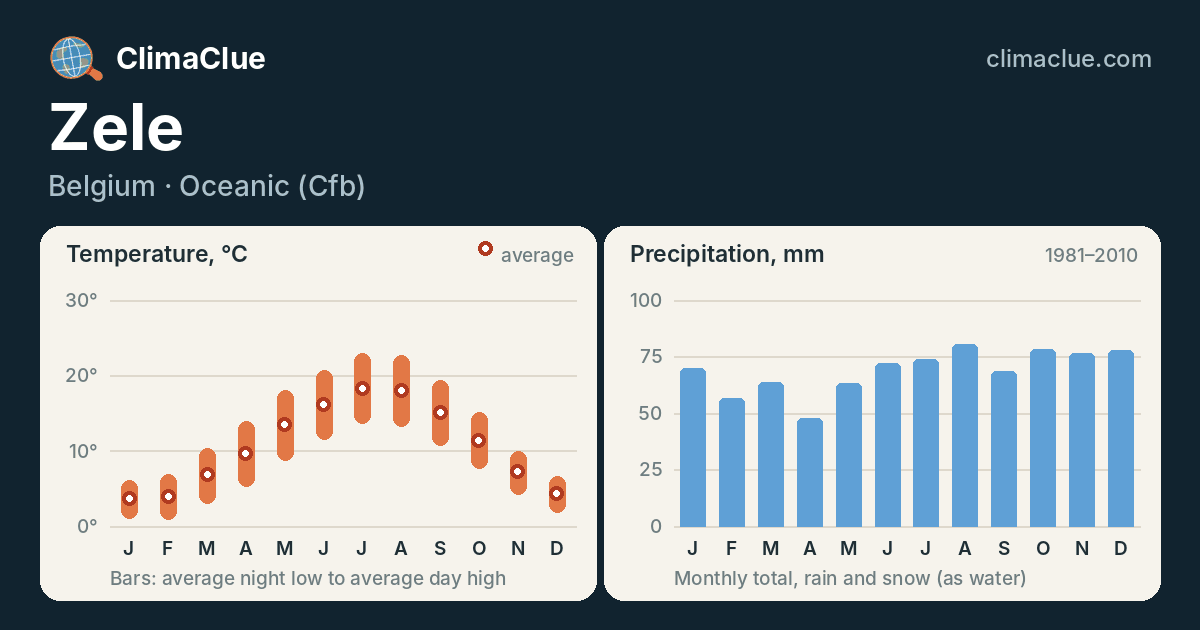 ClimaClue
climaclue.com
Zele
Belgium · Oceanic (Cfb)
Temperature, °C
average
30°
20°
10°
0°
J F M A M J J A S O N D
Bars: average night low to average day high
Precipitation, mm
1981–2010
100
75
50
25
0
J F M A M J J A S O N D
Monthly total, rain and snow (as water)